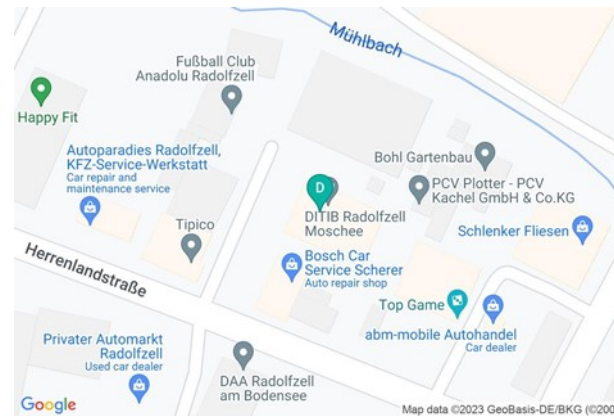 Mühlbach
Fußball Club
Anadolu Radolfzell
Happy Fit
Autoparadies Radolfzell,
KFZ-Service-Werkstatt
Car repair and
maintenance service
Tipico
D
DITIB Radolfzell
Moschee
Bohl Gartenbau
PCV Plotter - PCV
Kachel GmbH & Co.KG
Schlenker Fliesen
Bosch Car
Service Scherer
Auto repair shop
Top Game
abm-mobile Autohandel
Car dealer
Herrenlandstraße
Privater Automarkt
Radolfzell
Used car dealer
DAA Radolfzell
am Bodensee
Google
Map data ©2023 GeoBasis-DE/BKG (©200